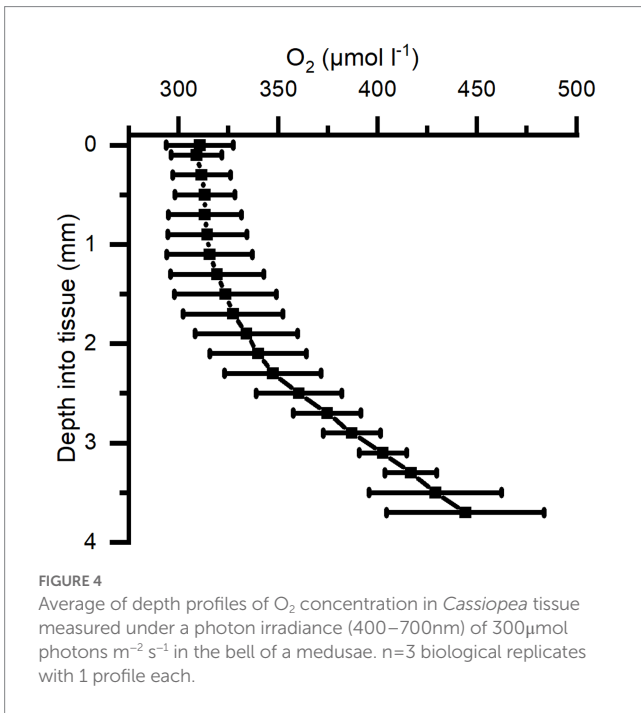 O₂ (µmol l⁻¹)
300 350 400 450 500
0
1
2
3
4
Depth into tissue (mm)
FIGURE 4
Average of depth profiles of O₂ concentration in Cassiopea tissue
measured under a photon irradiance (400–700nm) of 300µmol
photons m⁻² s⁻¹ in the bell of a medusae. n=3 biological replicates
with 1 profile each.